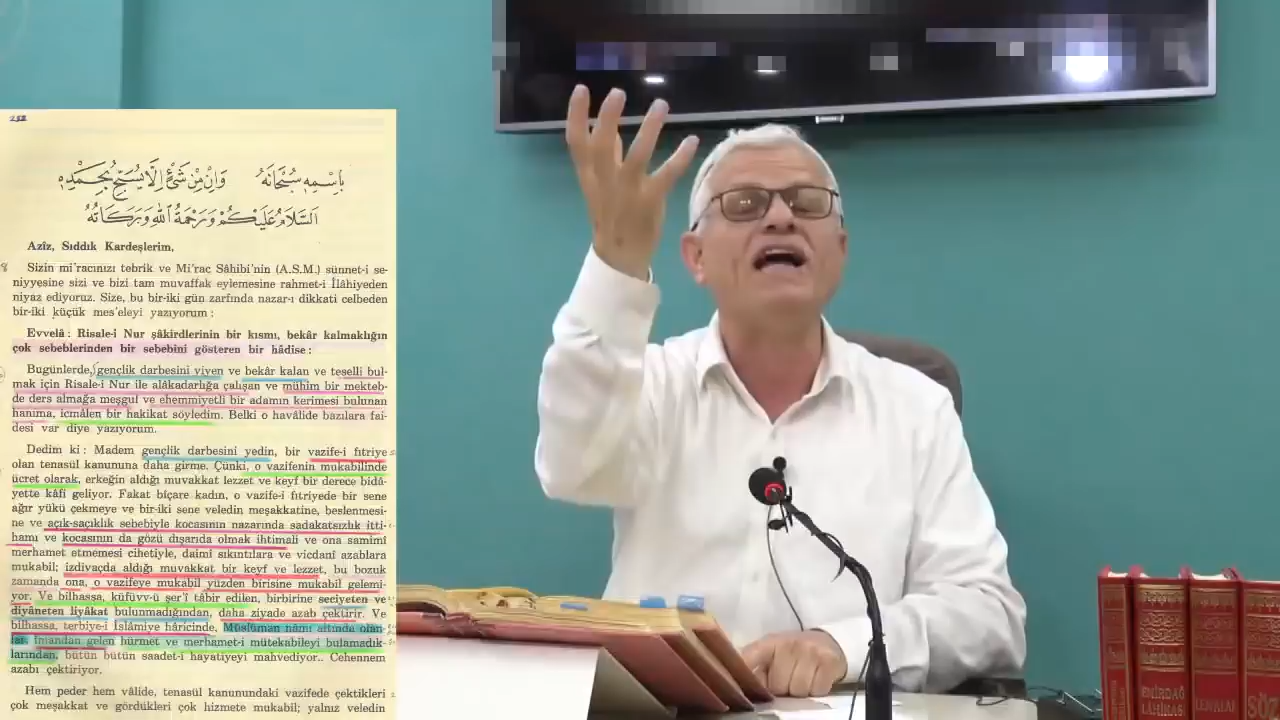 باسْمِهِ سُبْحَانَهُ وَاِنْ مِنْ شَيْءٍ اِلَّا يُسَبِّحُ بِحَمْدِهِ
اَلسَّلَامُ عَلَيْكُمْ وَرَحْمَةُ اللّٰهِ وَبَرَكَاتُهُ
Azîz, Sıddık Kardeşlerim,
Sizin mi'racınızı tebrik ve Mi'rac Sâhibi'nin (A.S.M.) sünnet-i se-
niyyesine sizi ve bizi tam muvaffak eylemesine rahmet-i İlâhiyeden
niyaz ediyoruz. Size, bu bir-iki gün zarfında nazar-ı dikkati celbeden
bir-iki küçük mes'eleyi yazıyorum :
Evvelâ : Risale-i Nur şâkirdlerinin bir kısmı, bekâr kalmaklığın
çok sebeblerinden bir sebebini gösteren bir hâdise :
Bugünlerde, gençlik darbesini yiyen ve bekâr kalan ve teselli bul-
mak için Risale-i Nur ile alâkadarlığa çalışan ve mühim bir mekteb-
de ders almağa meşgul ve ehemmiyetli bir adamın kerimesi bulunan
hanıma, icmâlen bir hakikat söyledim. Belki o havâlide bazılara fai-
desi var diye yazıyorum.
Dedim ki : Madem gençlik darbesini yedin, bir vazife-i fıtriye
olan tenasül kanununa daha girme. Çünki, o vazifenin mukabilinde
ücret olarak, erkeğin aldığı muvakkat lezzet ve keyf bir derece bidâ-
yette kâfi geliyor. Fakat bîçare kadın, o vazife-i fıtriyede bir sene
ağır yükü çekmeye ve bir-iki sene veledin meşakkatine, beslenmesi-
ne ve açık-saçıklık sebebiyle kocasının nazarında sadakatsızlık itti-
hamı ve kocasının da gözü dışarıda olmak ihtimali ve ona samimî
merhamet etmemesi cihetiyle, daimî sıkıntılara ve vicdanî azablara
mukabil; izdivaçda aldığı muvakkat bir keyf ve lezzet, bu bozuk
zamanda ona, o vazifeye mukabil yüzden birisine mukabil gelemi-
yor. Ve bilhassa, küfüvv-ü şer'î tâbir edilen, birbirine seciyeten ve
diyâneten liyâkat bulunmadığından, daha ziyade azab çektirir. Ve
bilhassa, terbiye-i İslâmiye hâricinde, Müslüman nâmı altında olan-
lar, îmandan gelen hürmet ve merhamet-i mütekabileyi bulamadık-
larından, bütün bütün saadet-i hayatiyeyi mahvediyor.. Cehennem
azabı çektiriyor.
Hem peder hem vâlide, tenasül kanunundaki vazifede çektikleri
çok meşakkat ve gördükleri çok hizmete mukabil; yalnız veledin
EMİRDAĞ
LÂHİKASI